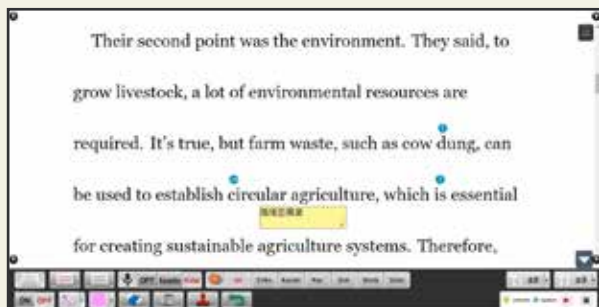 Their second point was the environment. They said, to
grow livestock, a lot of environmental resources are
required. It's true, but farm waste, such as cow dung, can
be used to establish circular agriculture, which is essential
for creating sustainable agriculture systems. Therefore,
ON OFF